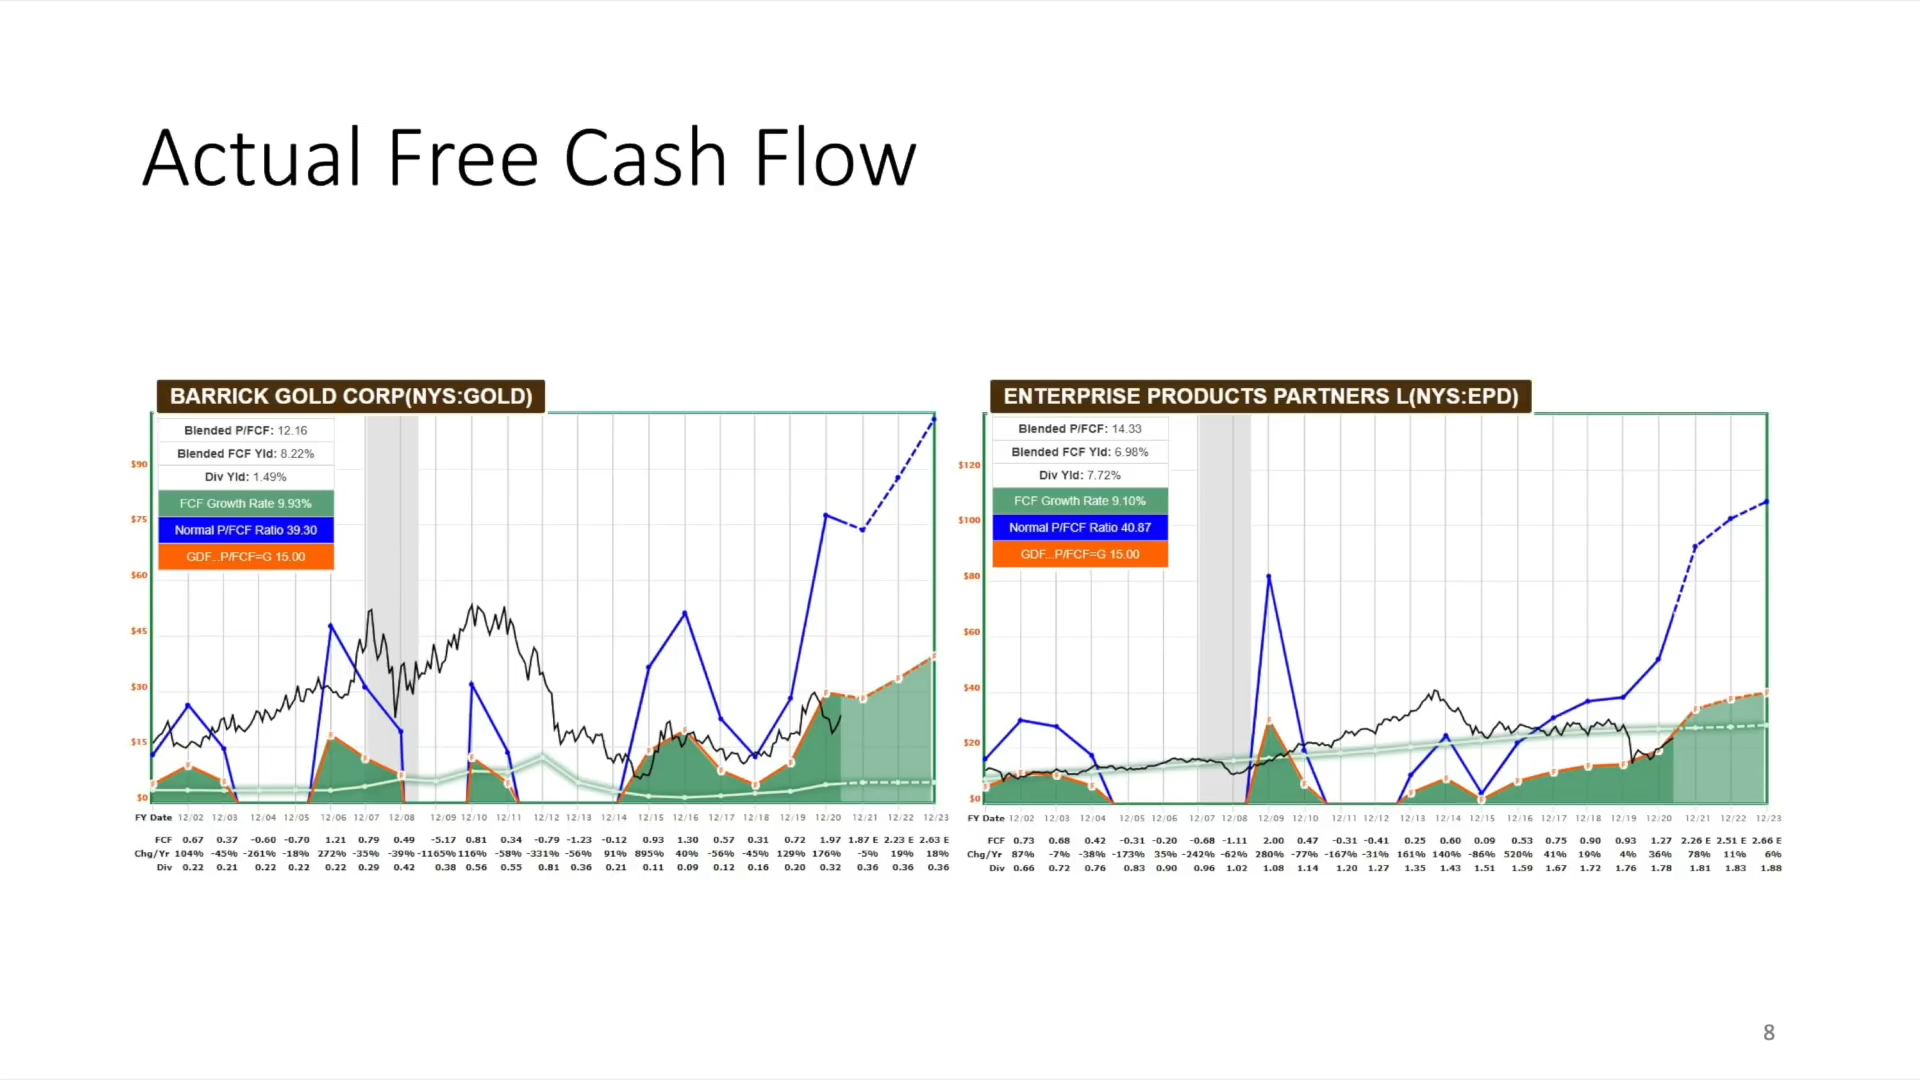 Actual Free Cash Flow
BARRICK GOLD CORP(NYS:GOLD)
Blended P/FCF: 12.16
Blended FCF Yld: 8.22%
Div Yld: 1.49%
FCF Growth Rate 9.93%
Normal P/FCF Ratio 39.30
GDF...P/FCF=G 15.00
$90
$75
$60
$45
$30
$15
$0
FY Date 12/02 12/03 12/04 12/05 12/06 12/07 12/08 12/09 12/10 12/11 12/12 12/13 12/14 12/15 12/16 12/17 12/18 12/19 12/20 12/21 12/22 12/23
FCF 0.67 0.37 -0.60 -0.70 1.21 0.79 0.49 -5.17 0.81 0.34 -0.79 -1.23 -0.12 0.93 1.30 0.57 0.31 0.72 1.97 1.87 E 2.23 E 2.63 E
Chg/Yr 104% -45% -261% -18% 272% -35% -39% -1165% 116% -58% -331% -56% 91% 895% 40% -56% -45% 129% 176% -5% 19% 18%
Div 0.22 0.21 0.22 0.22 0.22 0.29 0.42 0.38 0.56 0.55 0.81 0.36 0.21 0.11 0.09 0.12 0.16 0.20 0.32 0.36 0.36 0.36
ENTERPRISE PRODUCTS PARTNERS L(NYS:EPD)
Blended P/FCF: 14.33
Blended FCF Yld: 6.98%
Div Yld: 7.72%
FCF Growth Rate 9.10%
Normal P/FCF Ratio 40.87
GDF...P/FCF=G 15.00
$120
$100
$80
$60
$40
$20
$0
FY Date 12/02 12/03 12/04 12/05 12/06 12/07 12/08 12/09 12/10 12/11 12/12 12/13 12/14 12/15 12/16 12/17 12/18 12/19 12/20 12/21 12/22 12/23
FCF 0.73 0.68 0.42 -0.31 -0.20 -0.68 -1.11 2.00 0.47 -0.31 -0.41 0.25 0.60 0.09 0.53 0.75 0.90 0.93 1.27 2.26 E 2.51 E 2.66 E
Chg/Yr 87% -7% -38% -173% 35% -242% -62% 280% -77% -167% -31% 161% 140% -86% 520% 41% 19% 4% 36% 78% 11% 6%
Div 0.66 0.72 0.76 0.83 0.90 0.96 1.02 1.08 1.14 1.20 1.27 1.35 1.43 1.51 1.59 1.67 1.72 1.76 1.78 1.81 1.83 1.88
8